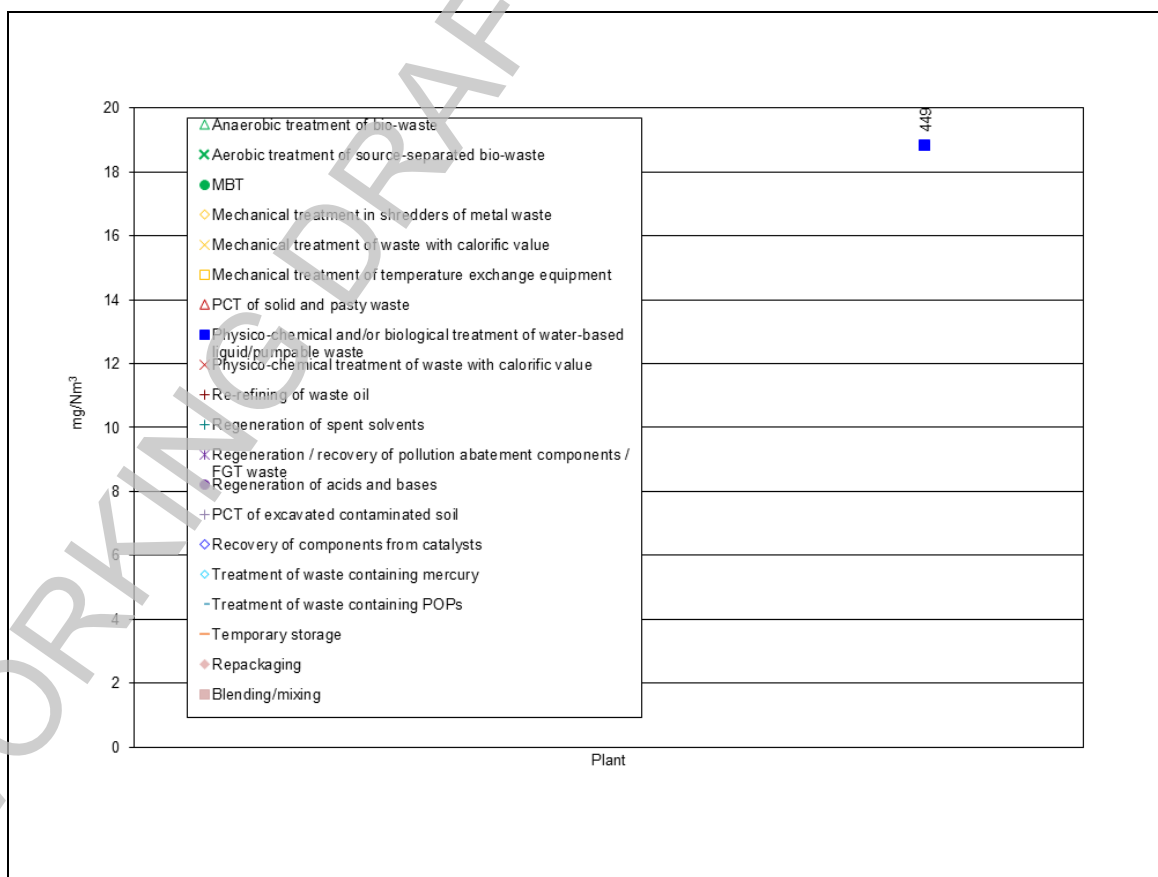 WORKING DRAF
20
18
16
14
12
10
8
6
4
2
0
mg/Nm³
Anaerobic treatment of bio-waste
Aerobic treatment of source-separated bio-waste
MBT
Mechanical treatment in shredders of metal waste
Mechanical treatment of waste with calorific value
Mechanical treatment of temperature exchange equipment
PCT of solid and pasty waste
Physico-chemical and/or biological treatment of water-based
liquid/pumpable waste
Physico-chemical treatment of waste with calorific value
Re-refining of waste oil
Regeneration of spent solvents
Regeneration / recovery of pollution abatement components /
FGT waste
Regeneration of acids and bases
PCT of excavated contaminated soil
Recovery of components from catalysts
Treatment of waste containing mercury
Treatment of waste containing POPs
Temporary storage
Repackaging
Blending/mixing
449
Plant